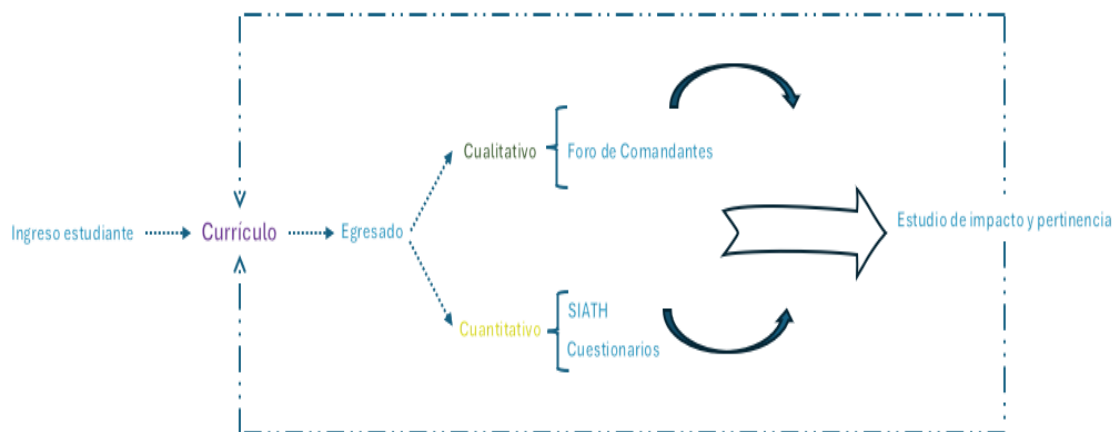 Cualitativo
Foro de Comandantes
Ingreso estudiante
Currículo
Egresado
Estudio de impacto y pertinencia
Cuantitativo
SIATH
Cuestionarios